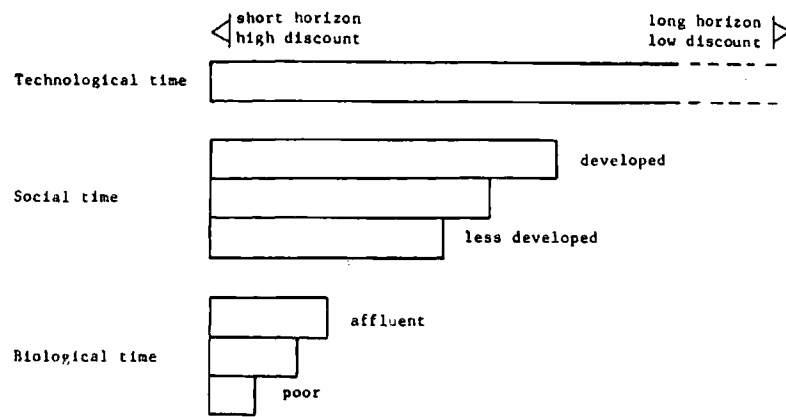 short horizon
high discount
long horizon
low discount
Technological time
developed
Social time
less developed
affluent
Biological time
poor